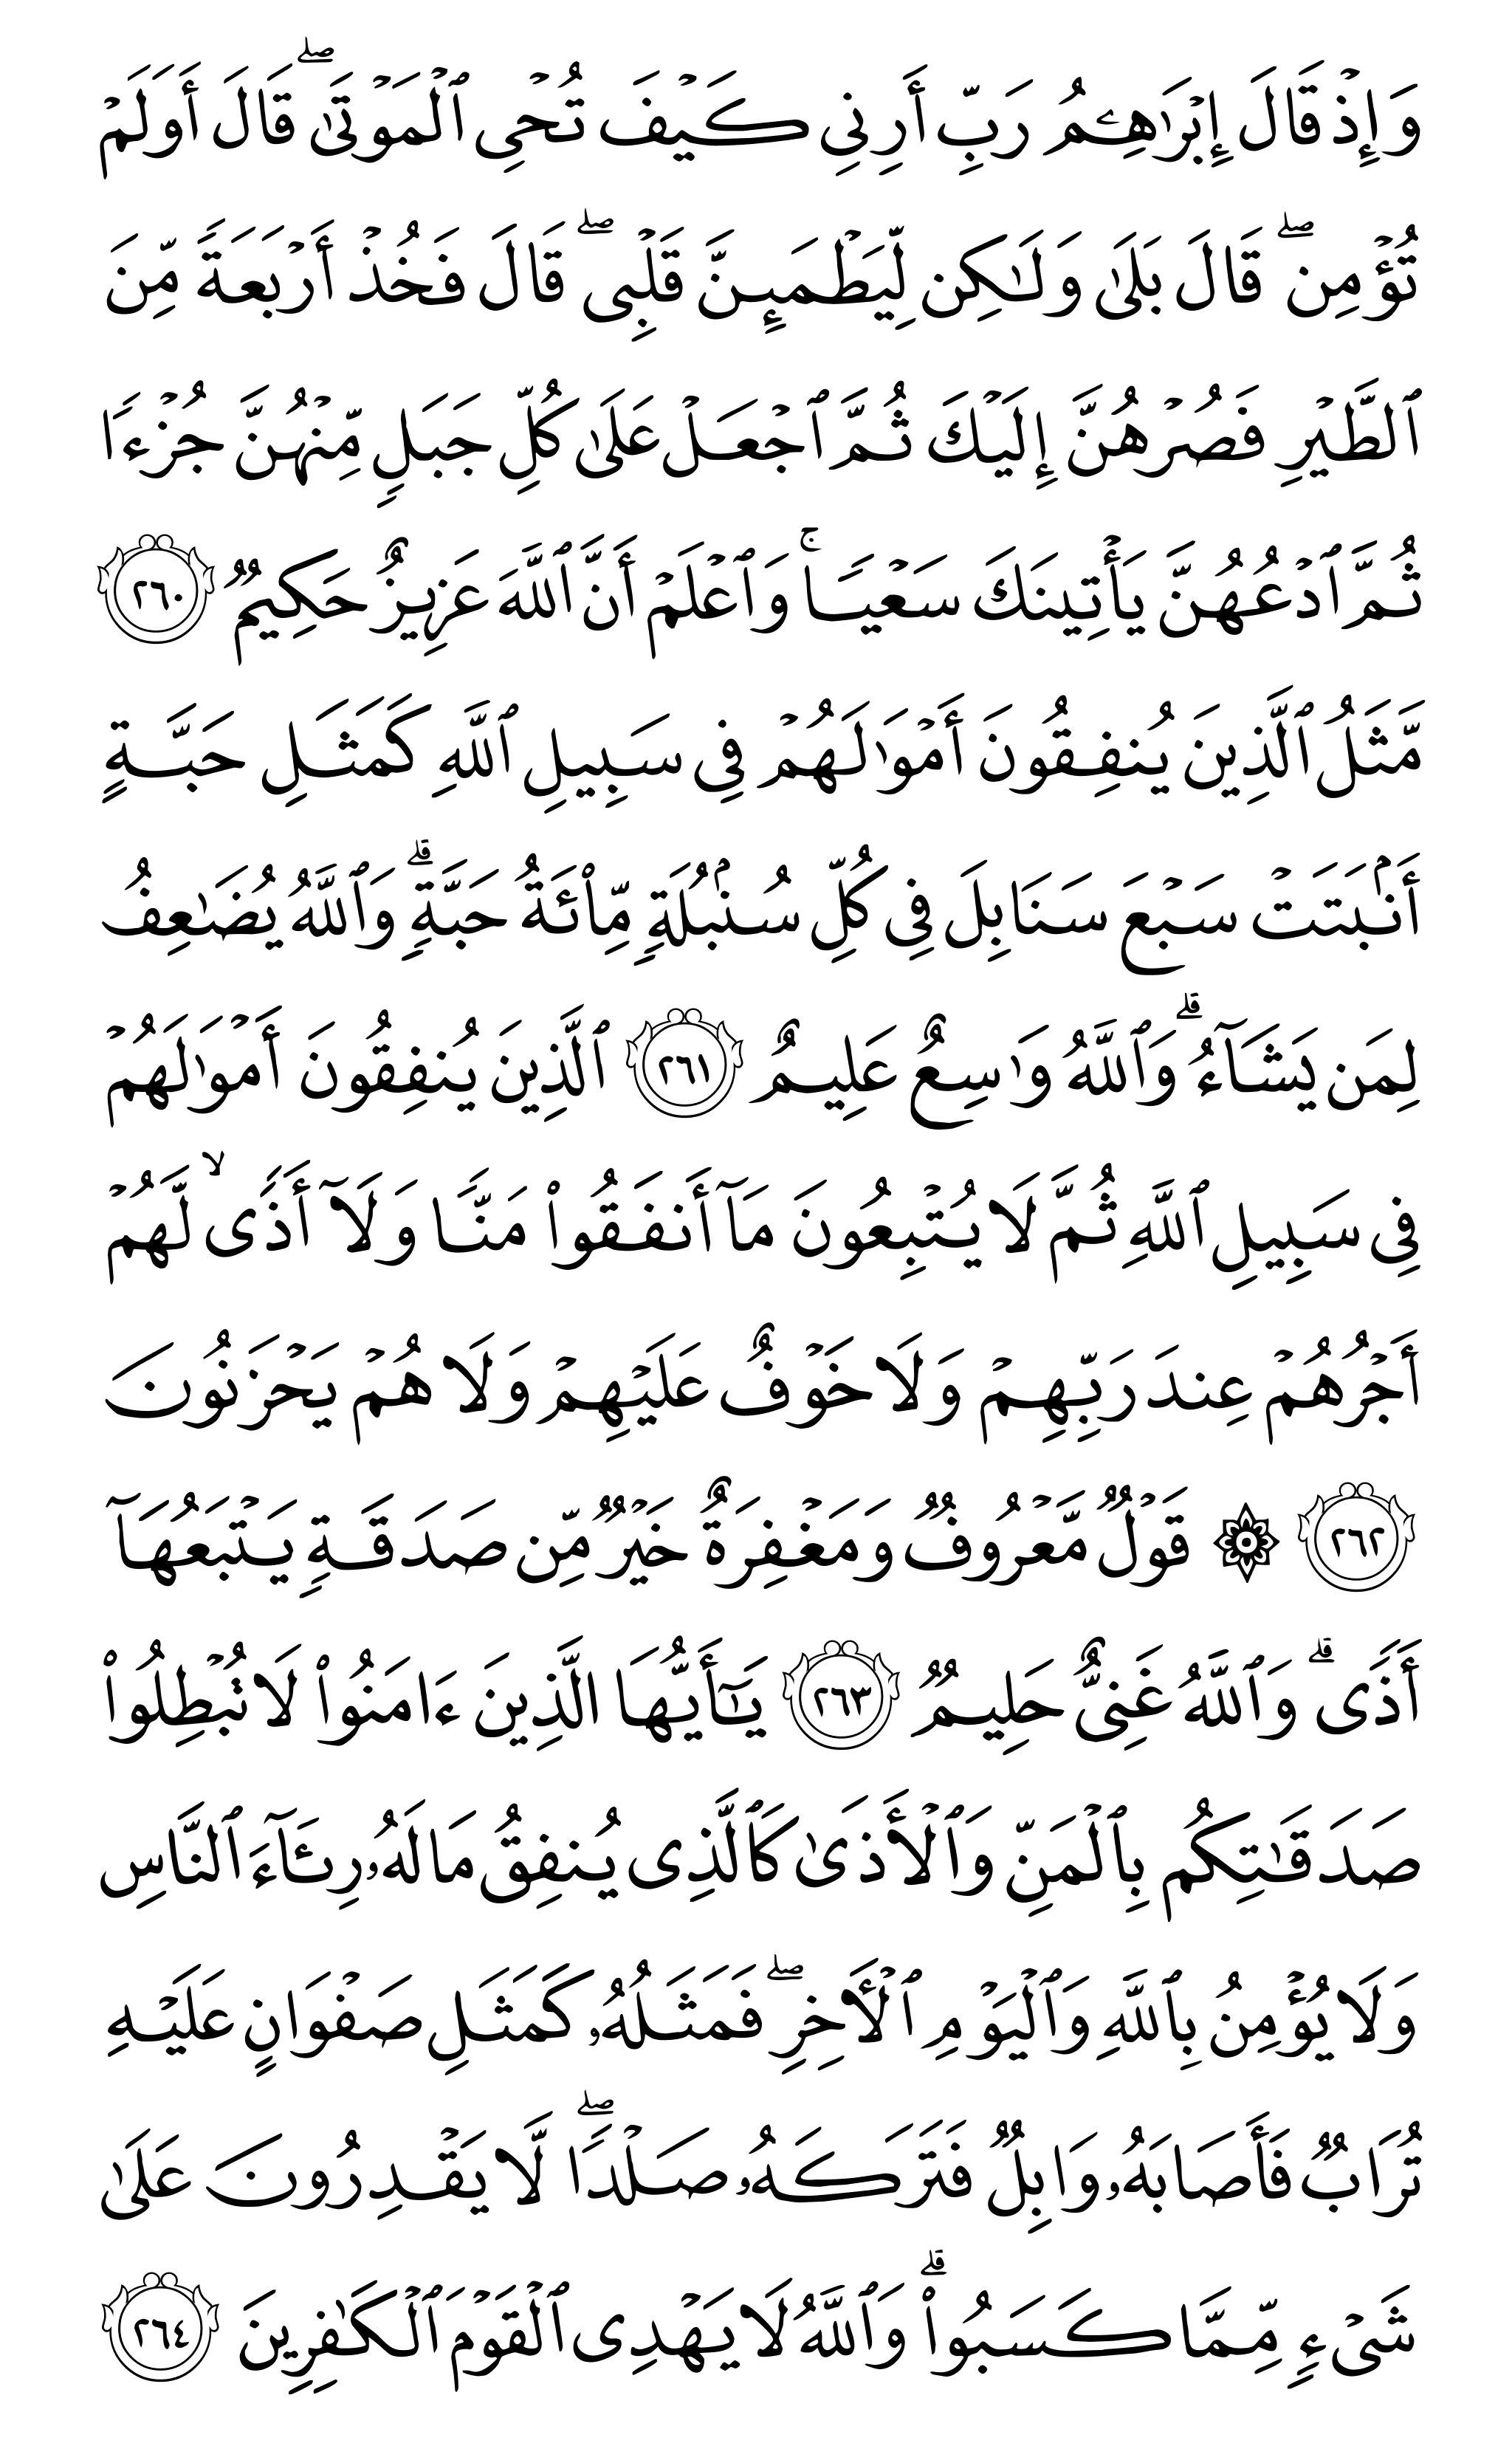 وَإِذۡ قَالَ إِبۡرَٰهِـۧمُ رَبِّ أَرِنِي كَيۡفَ تُحۡيِ ٱلۡمَوۡتَىٰۖ قَالَ أَوَلَمۡ
تُؤۡمِنۖ قَالَ بَلَىٰ وَلَٰكِن لِّيَطۡمَئِنَّ قَلۡبِيۖ قَالَ فَخُذۡ أَرۡبَعَةٗ مِّنَ
ٱلطَّيۡرِ فَصُرۡهُنَّ إِلَيۡكَ ثُمَّ ٱجۡعَلۡ عَلَىٰ كُلِّ جَبَلٖ مِّنۡهُنَّ جُزۡءٗا
ثُمَّ ٱدۡعُهُنَّ يَأۡتِينَكَ سَعۡيٗاۚ وَٱعۡلَمۡ أَنَّ ٱللَّهَ عَزِيزٌ حَكِيمٞ ٢٦٠
مَّثَلُ ٱلَّذِينَ يُنفِقُونَ أَمۡوَٰلَهُمۡ فِي سَبِيلِ ٱللَّهِ كَمَثَلِ حَبَّةٍ
أَنۢبَتَتۡ سَبۡعَ سَنَابِلَ فِي كُلِّ سُنۢبُلَةٖ مِّاْئَةُ حَبَّةٖۗ وَٱللَّهُ يُضَٰعِفُ
لِمَن يَشَآءُۗ وَٱللَّهُ وَٰسِعٌ عَلِيمٌ ٢٦١ ٱلَّذِينَ يُنفِقُونَ أَمۡوَٰلَهُمۡ
فِي سَبِيلِ ٱللَّهِ ثُمَّ لَا يُتۡبِعُونَ مَآ أَنفَقُواْ مَنّٗا وَلَآ أَذٗى لَّهُمۡ
أَجۡرُهُمۡ عِندَ رَبِّهِمۡ وَلَا خَوۡفٌ عَلَيۡهِمۡ وَلَا هُمۡ يَحۡزَنُونَ
٢٦٢ ۞ قَوۡلٞ مَّعۡرُوفٞ وَمَغۡفِرَةٌ خَيۡرٞ مِّن صَدَقَةٖ يَتۡبَعُهَآ
أَذٗىۗ وَٱللَّهُ غَنِيٌّ حَلِيمٞ ٢٦٣ يَٰٓأَيُّهَا ٱلَّذِينَ ءَامَنُواْ لَا تُبۡطِلُواْ
صَدَقَٰتِكُم بِٱلۡمَنِّ وَٱلۡأَذَىٰ كَٱلَّذِي يُنفِقُ مَالَهُۥ رِئَآءَ ٱلنَّاسِ
وَلَا يُؤۡمِنُ بِٱللَّهِ وَٱلۡيَوۡمِ ٱلۡأٓخِرِۖ فَمَثَلُهُۥ كَمَثَلِ صَفۡوَانٍ عَلَيۡهِ
تُرَابٞ فَأَصَابَهُۥ وَابِلٞ فَتَرَكَهُۥ صَلۡدٗاۖ لَّا يَقۡدِرُونَ عَلَىٰ
شَيۡءٖ مِّمَّا كَسَبُواْۗ وَٱللَّهُ لَا يَهۡدِي ٱلۡقَوۡمَ ٱلۡكَٰفِرِينَ ٢٦٤